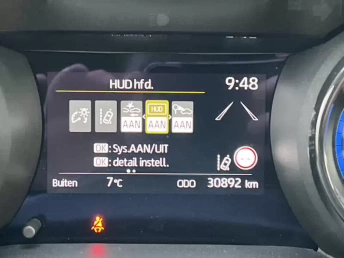 HUD hfd.
9:48
HUD
AAN AAN AAN
OK : Sys.AAN/UIT
OK : detail instell.
Buiten 7°C ODO 30892 km